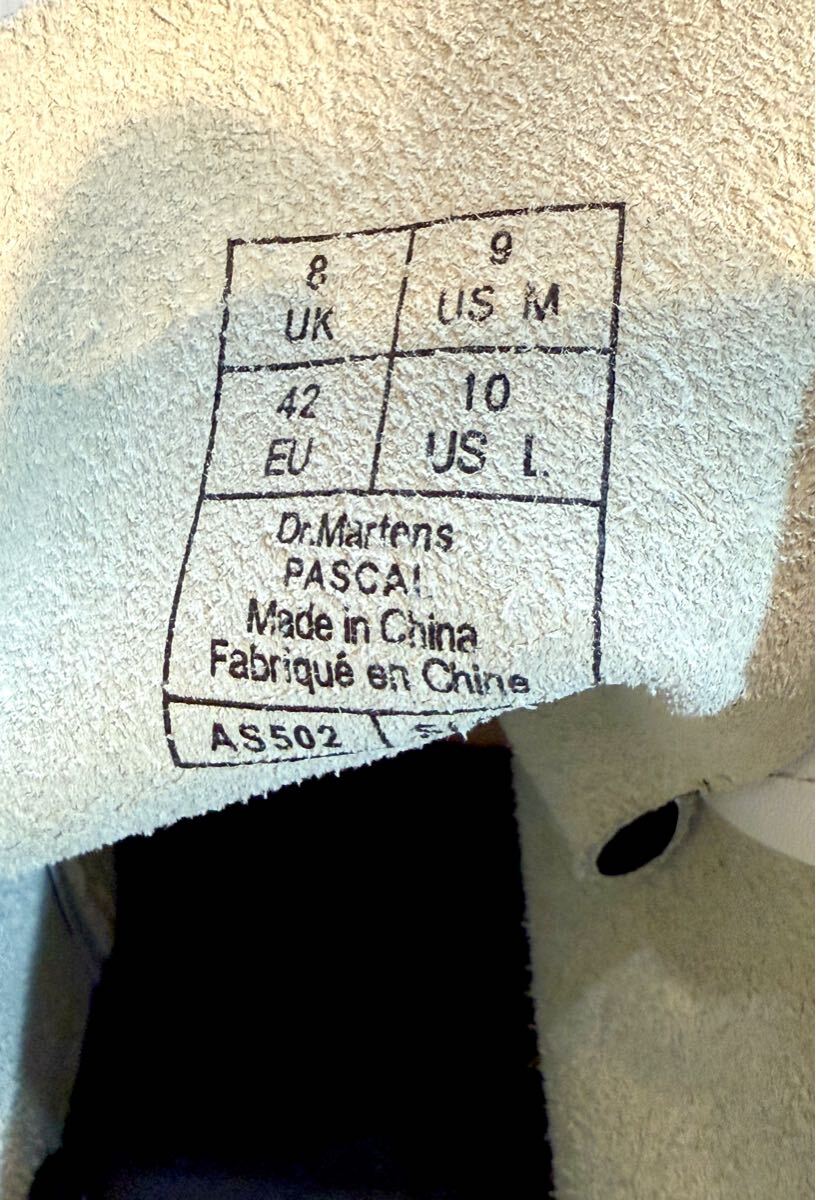 8
UK
9
US M
42
EU
10
US L
Dr.Martens
PASCAL
Made in China
Fabriqué en Chine
AS502